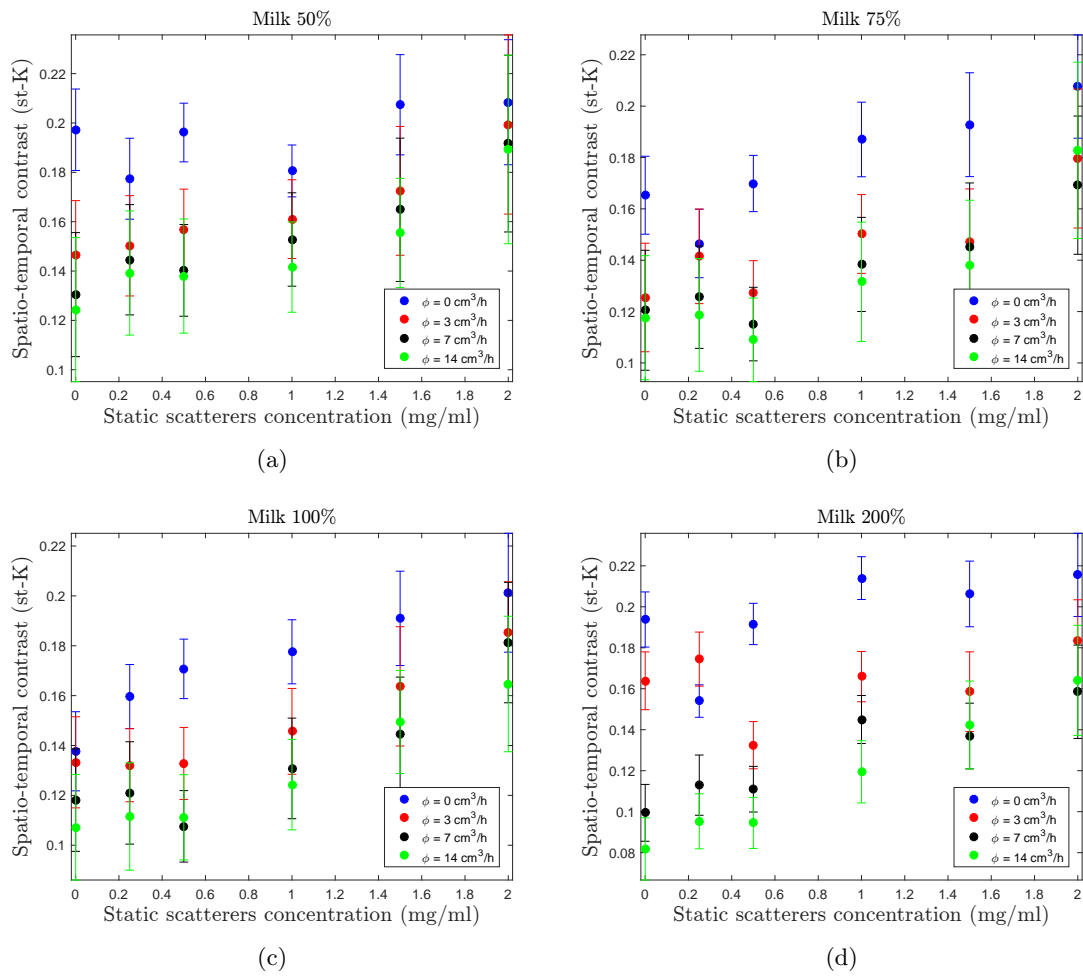 Milk 50%
Spatio-temporal contrast (st-K)
0.22
0.2
0.18
0.16
0.14
0.12
0.1
0 0.2 0.4 0.6 0.8 1.0 1.2 1.4 1.6 1.8 2
Static scatterers concentration (mg/ml)
ϕ = 0 cm³/h
ϕ = 3 cm³/h
ϕ = 7 cm³/h
ϕ = 14 cm³/h
(a)
Milk 75%
Spatio-temporal contrast (st-K)
0.22
0.2
0.18
0.16
0.14
0.12
0.1
0 0.2 0.4 0.6 0.8 1.0 1.2 1.4 1.6 1.8 2
Static scatterers concentration (mg/ml)
ϕ = 0 cm³/h
ϕ = 3 cm³/h
ϕ = 7 cm³/h
ϕ = 14 cm³/h
(b)
Milk 100%
Spatio-temporal contrast (st-K)
0.22
0.2
0.18
0.16
0.14
0.12
0.1
0 0.2 0.4 0.6 0.8 1.0 1.2 1.4 1.6 1.8 2
Static scatterers concentration (mg/ml)
ϕ = 0 cm³/h
ϕ = 3 cm³/h
ϕ = 7 cm³/h
ϕ = 14 cm³/h
(c)
Milk 200%
Spatio-temporal contrast (st-K)
0.22
0.2
0.18
0.16
0.14
0.12
0.1
0.08
0 0.2 0.4 0.6 0.8 1.0 1.2 1.4 1.6 1.8 2
Static scatterers concentration (mg/ml)
ϕ = 0 cm³/h
ϕ = 3 cm³/h
ϕ = 7 cm³/h
ϕ = 14 cm³/h
(d)